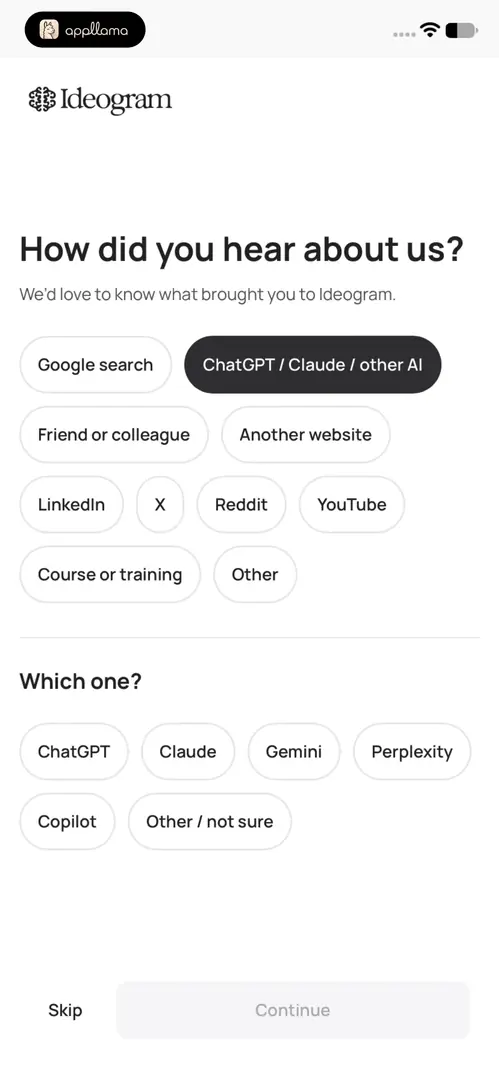 appllama
Ideogram
How did you hear about us?
We'd love to know what brought you to Ideogram.
Google search
ChatGPT / Claude / other AI
Friend or colleague
Another website
LinkedIn
X
Reddit
YouTube
Course or training
Other
Which one?
ChatGPT
Claude
Gemini
Perplexity
Copilot
Other / not sure
Skip
Continue